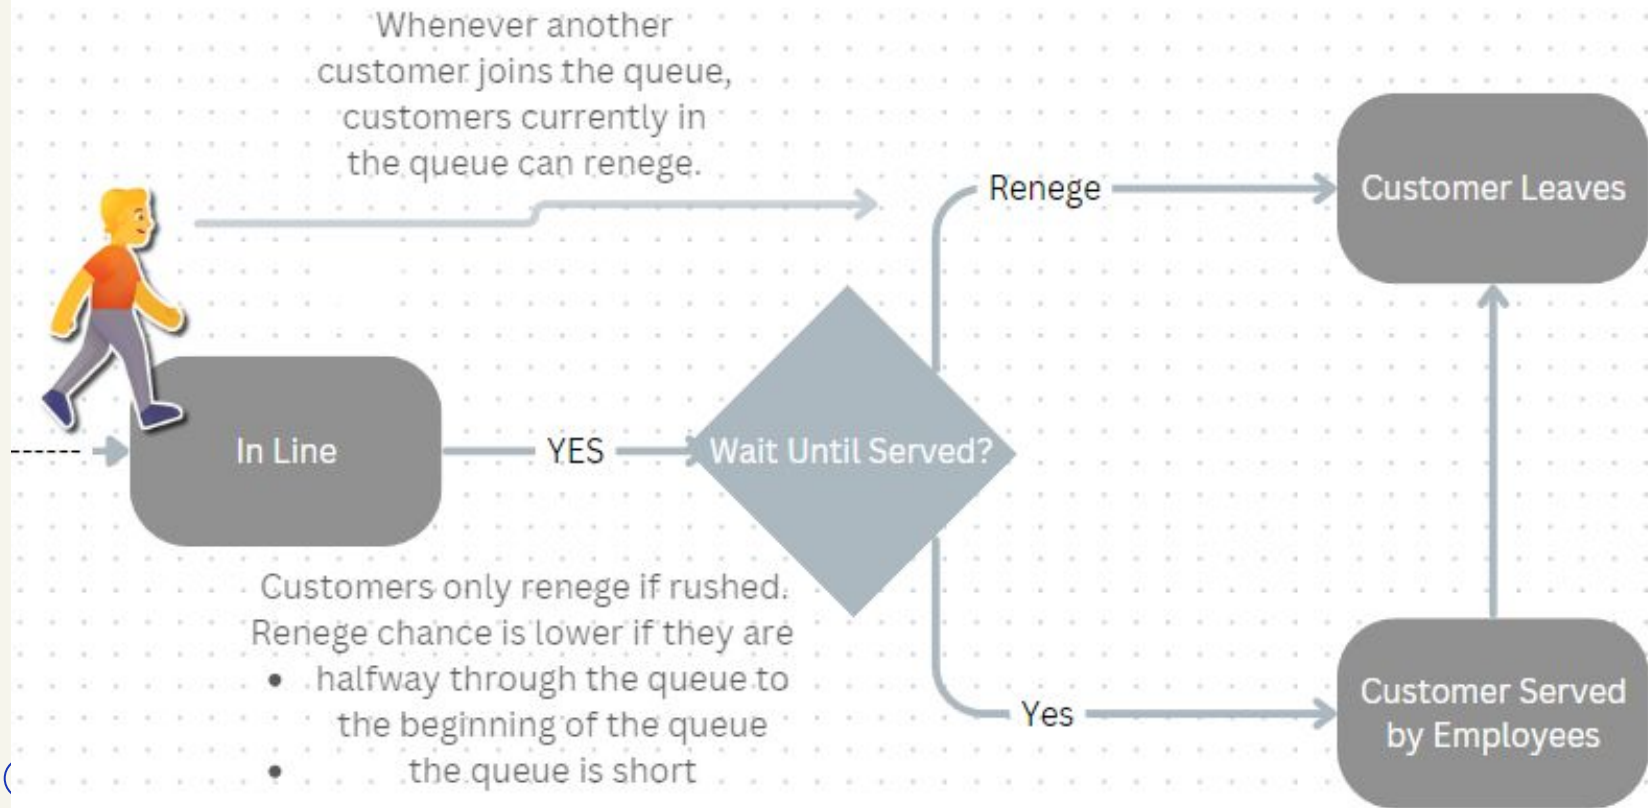 Whenever another
customer joins the queue,
customers currently in
the queue can renege.
Renege
Customer Leaves
In Line
YES
Wait Until Served?
Customers only renege if rushed.
Renege chance is lower if they are
• halfway through the queue to
the beginning of the queue
• the queue is short
Yes
Customer Served
by Employees